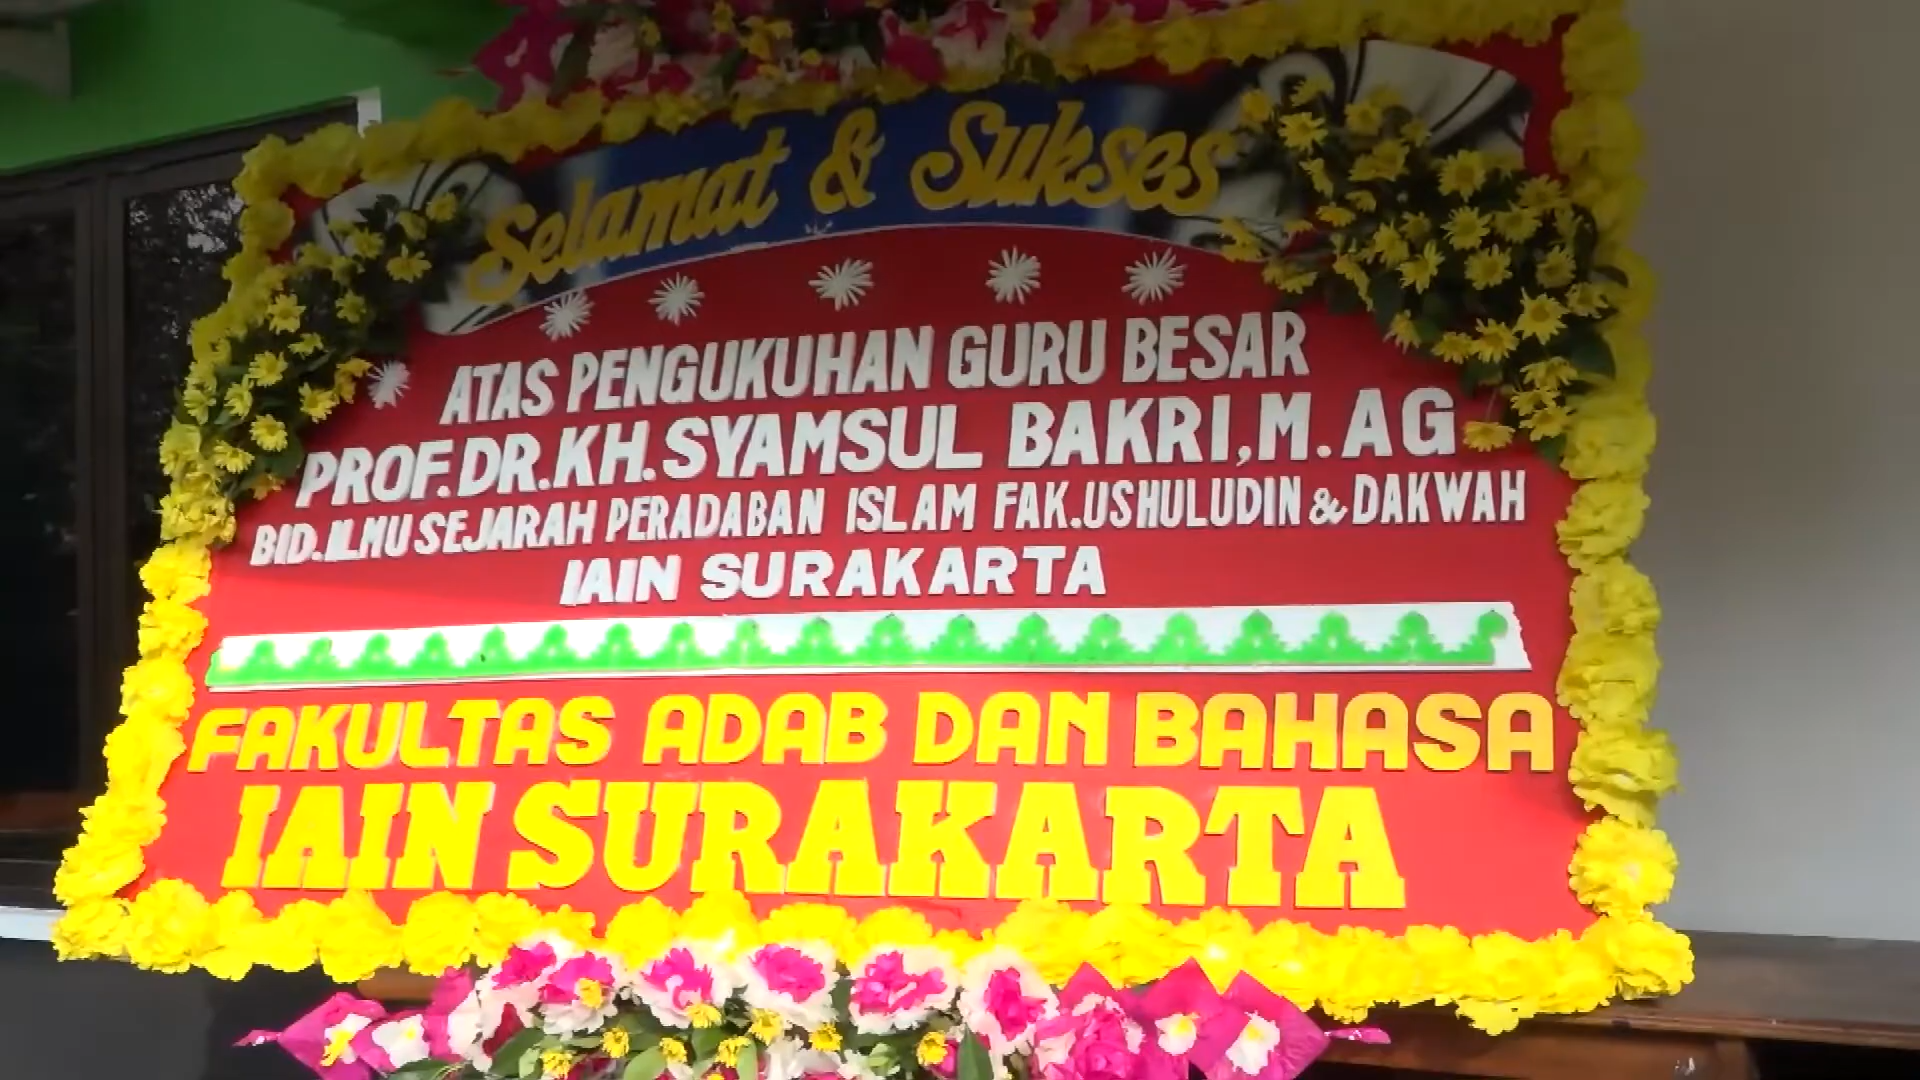 Selamat & Sukses
ATAS PENGUKUHAN GURU BESAR
PROF.DR.KH.SYAMSUL BAKRI,M.AG
BID.ILMU SEJARAH PERADABAN ISLAM FAK.USHULUDIN & DAKWAH
IAIN SURAKARTA
FAKULTAS ADAB DAN BAHASA
IAIN SURAKARTA